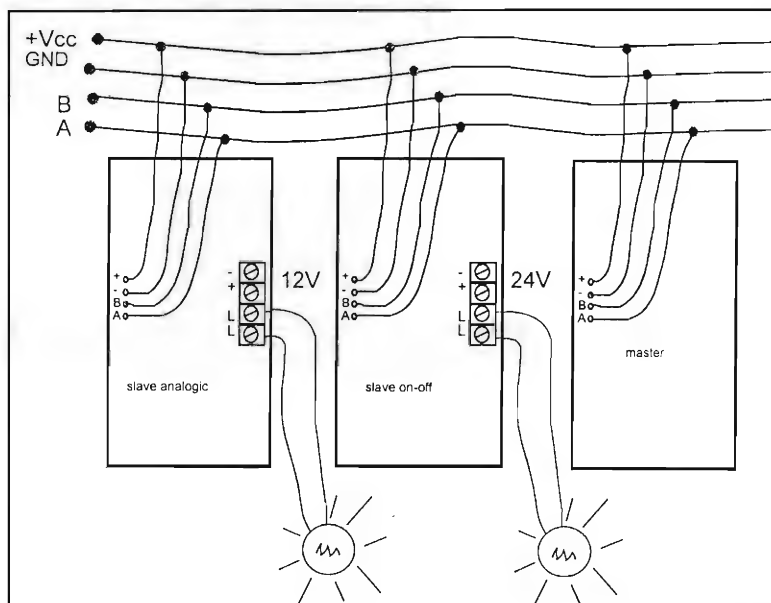 +Vcc
GND
B
A
+
-
B
A
-
+
L
L
12V
slave analogic
+
-
B
A
-
+
L
L
24V
slave on-off
+
-
B
A
master